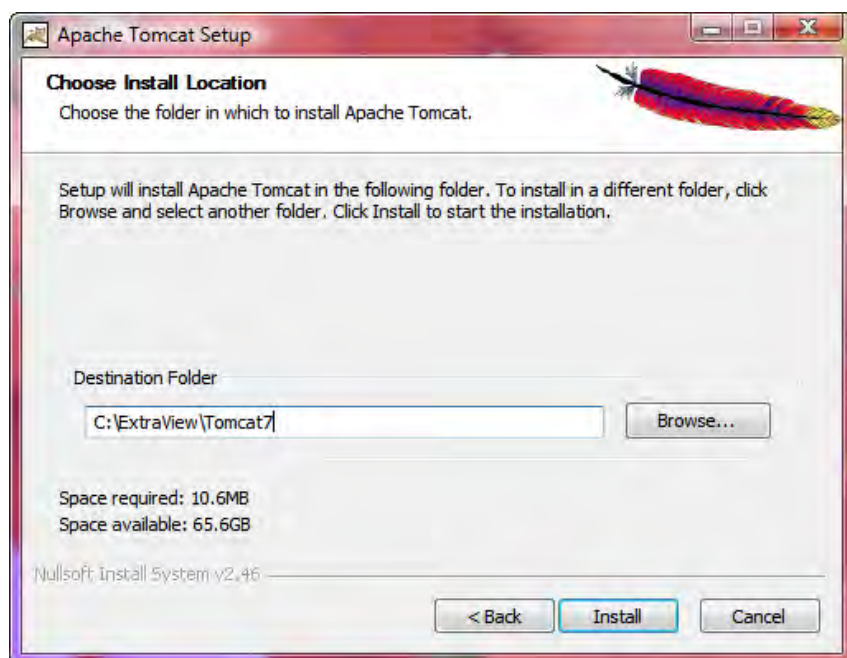 Apache Tomcat Setup
Choose Install Location
Choose the folder in which to install Apache Tomcat.
Setup will install Apache Tomcat in the following folder. To install in a different folder, click
Browse and select another folder. Click Install to start the installation.
Destination Folder
C:\ExtraView\Tomcat7
Browse...
Space required: 10.6MB
Space available: 65.6GB
Nullsoft Install System v2.46
< Back
Install
Cancel